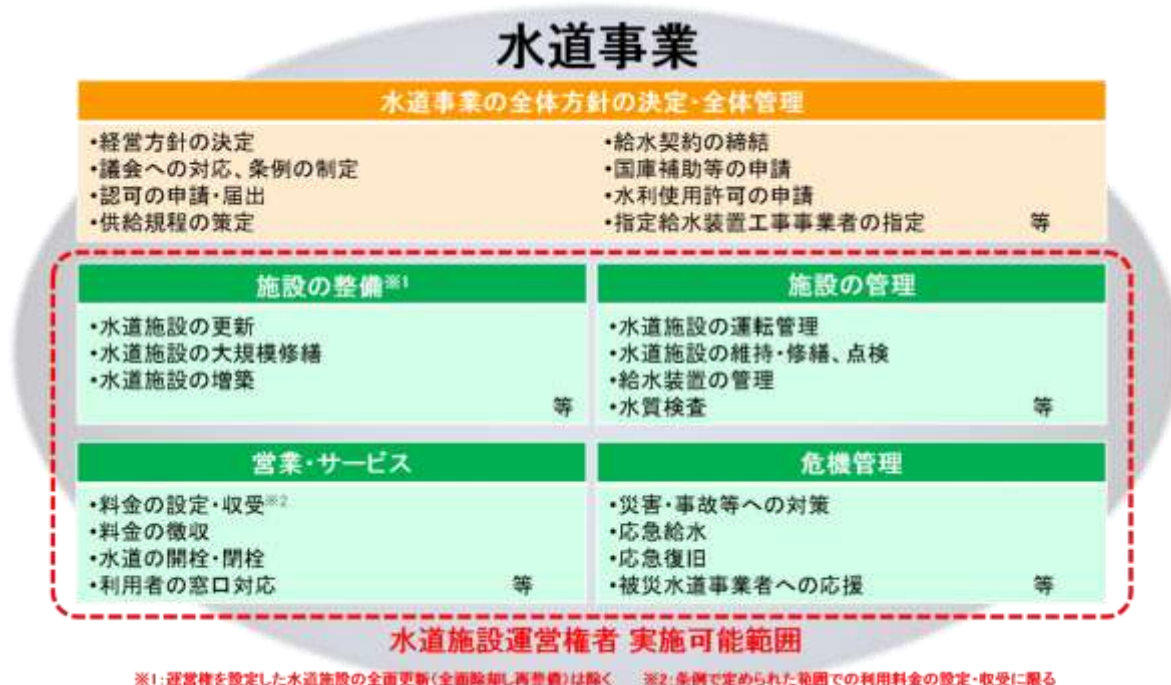 水道事業
水道事業の全体方針の決定・全体管理
・経営方針の決定
・議会への対応、条例の制定
・認可の申請・届出
・供給規程の策定
・給水契約の締結
・国庫補助等の申請
・水利使用許可の申請
・指定給水装置工事事業者の指定 等
施設の整備※1
・水道施設の更新
・水道施設の大規模修繕
・水道施設の増築
等
施設の管理
・水道施設の運転管理
・水道施設の維持・修繕、点検
・給水装置の管理
・水質検査 等
営業・サービス
・料金の設定・収受※2
・料金の徴収
・水道の開栓・閉栓
・利用者の窓口対応 等
危機管理
・災害・事故等への対策
・応急給水
・応急復旧
・被災水道事業者への応援 等
水道施設運営権者 実施可能範囲
※1:運営権を設定した水道施設の全面更新(全面除却し再整備)は除く ※2:条例で定められた範囲での利用料金の設定・収受に限る